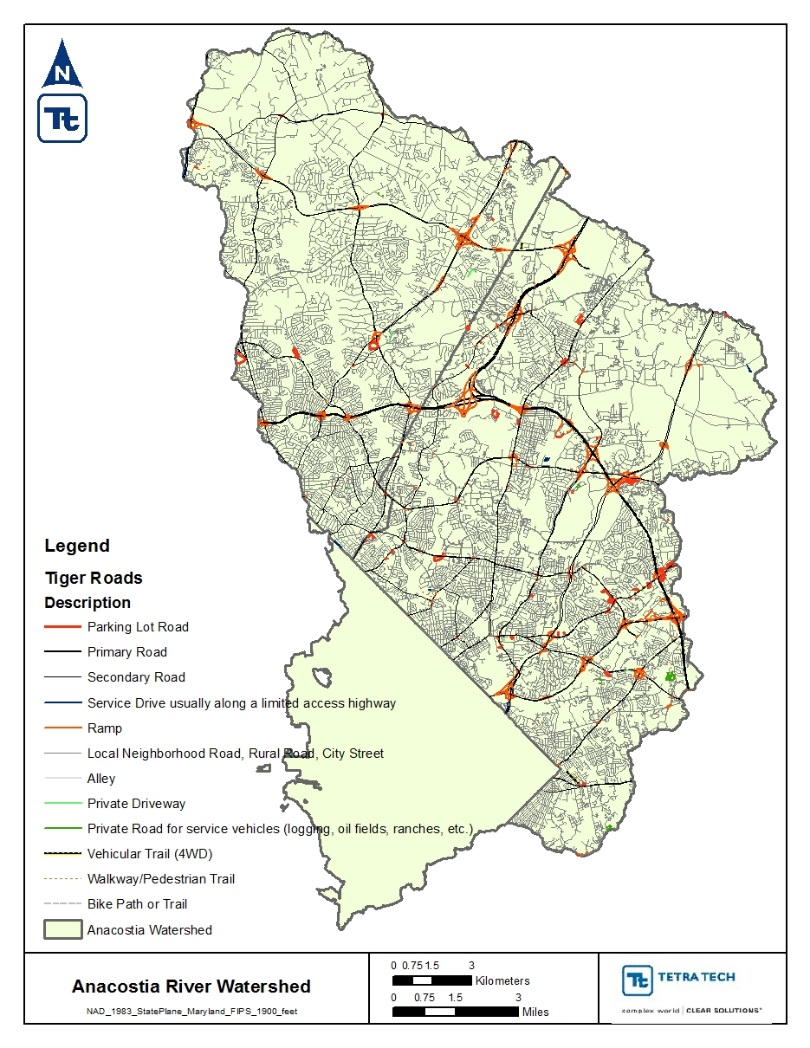 N
Tt
Legend
Tiger Roads
Description
Parking Lot Road
Primary Road
Secondary Road
Service Drive usually along a limited access highway
Ramp
Local Neighborhood Road, Rural Road, City Street
Alley
Private Driveway
Private Road for service vehicles (logging, oil fields, ranches, etc.)
Vehicular Trail (4WD)
Walkway/Pedestrian Trail
Bike Path or Trail
Anacostia Watershed
Anacostia River Watershed
NAD_1983_StatePlane_Maryland_FIPS_1900_feet
0 0.75 1.5 3
Kilometers
0 0.75 1.5 3
Miles
Tt TETRA TECH
complex world | CLEAR SOLUTIONS™